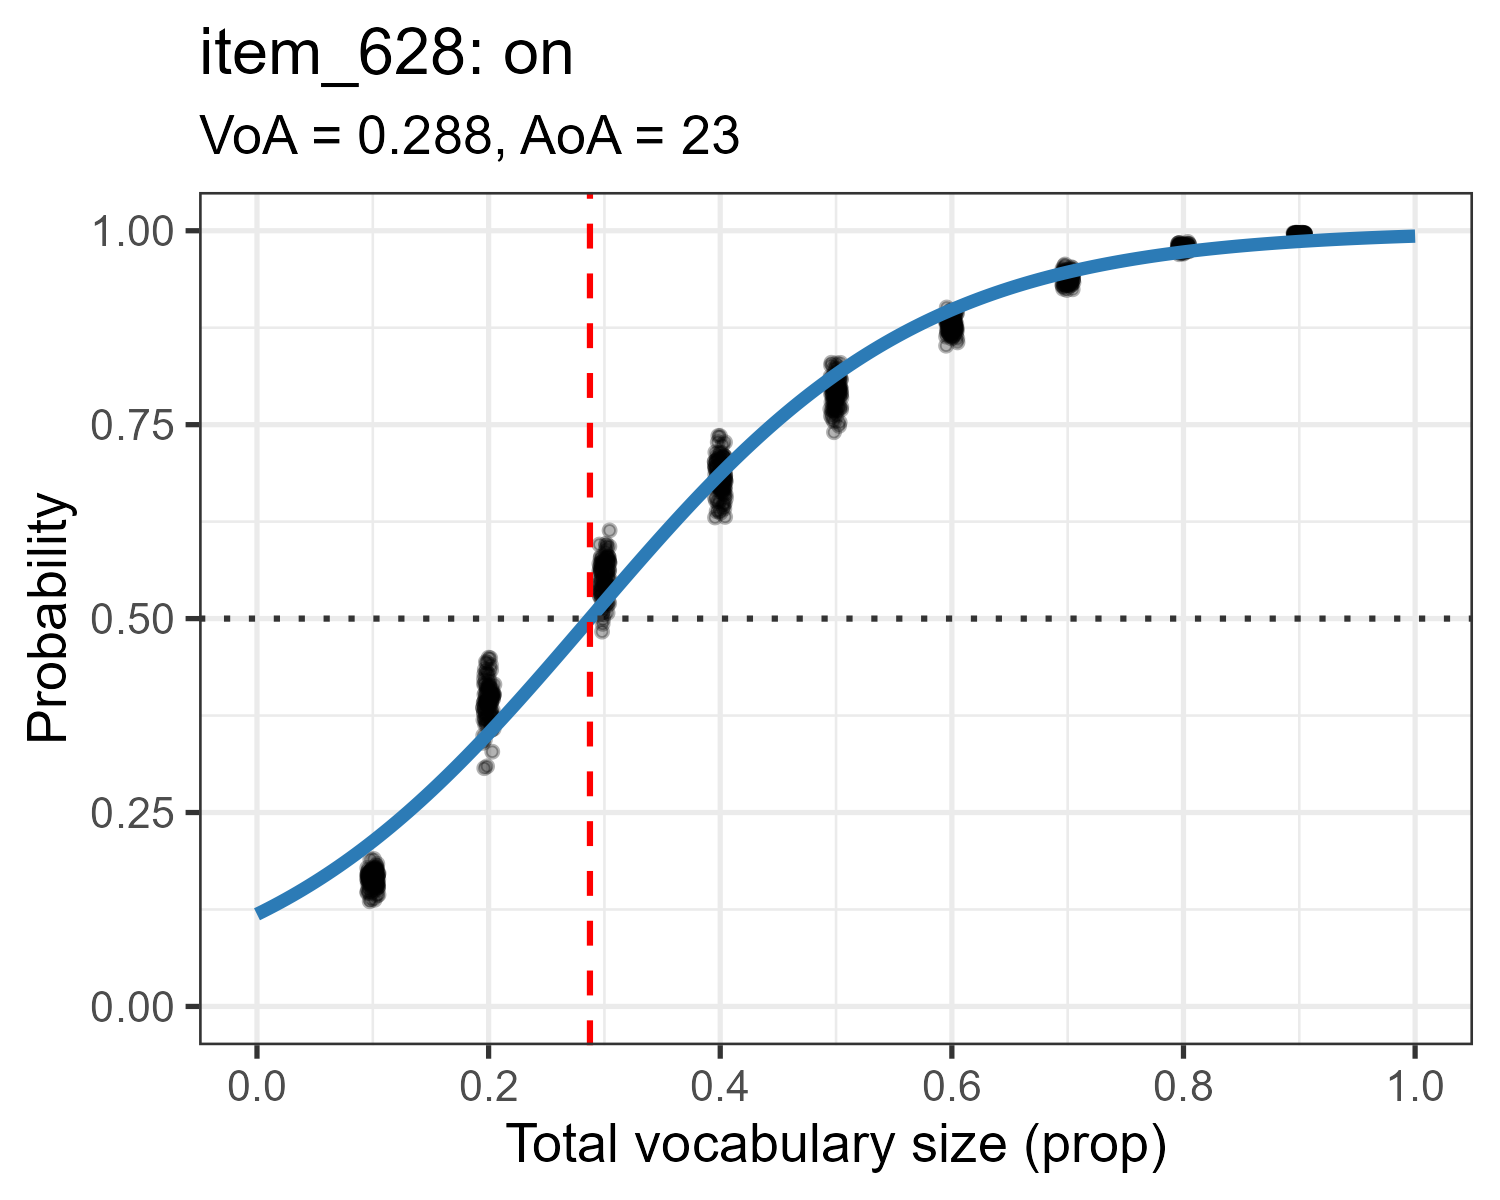 item_628: on
VoA = 0.288, AoA = 23
1.00
0.75
0.50
0.25
0.00
Probability
0.0 0.2 0.4 0.6 0.8 1.0
Total vocabulary size (prop)